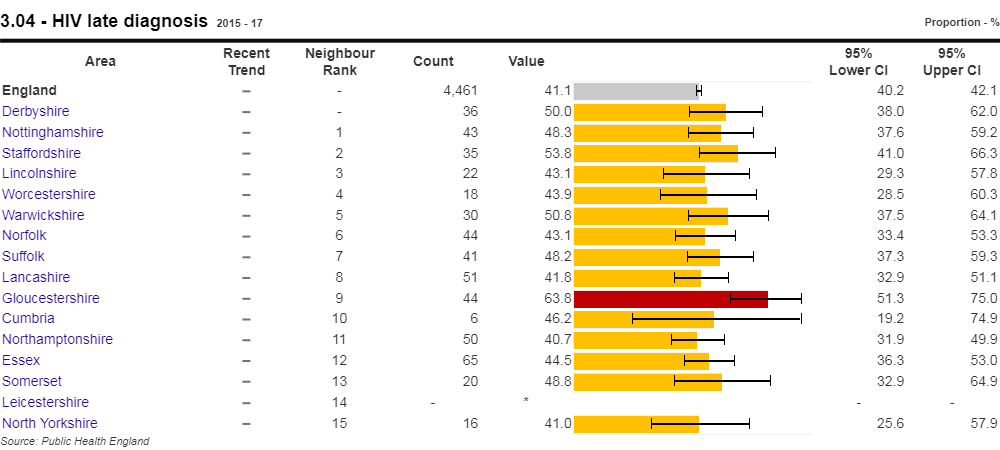 3.04 - HIV late diagnosis 2015 - 17 Proportion - %
Area Recent Trend Neighbour Rank Count Value 95% Lower CI 95% Upper CI
England – - 4,461 41.1 40.2 42.1
Derbyshire – - 36 50.0 38.0 62.0
Nottinghamshire – 1 43 48.3 37.6 59.2
Staffordshire – 2 35 53.8 41.0 66.3
Lincolnshire – 3 22 43.1 29.3 57.8
Worcestershire – 4 18 43.9 28.5 60.3
Warwickshire – 5 30 50.8 37.5 64.1
Norfolk – 6 44 43.1 33.4 53.3
Suffolk – 7 41 48.2 37.3 59.3
Lancashire – 8 51 41.8 32.9 51.1
Gloucestershire – 9 44 63.8 51.3 75.0
Cumbria – 10 6 46.2 19.2 74.9
Northamptonshire – 11 50 40.7 31.9 49.9
Essex – 12 65 44.5 36.3 53.0
Somerset – 13 20 48.8 32.9 64.9
Leicestershire – 14 - * - -
North Yorkshire – 15 16 41.0 25.6 57.9
Source: Public Health England